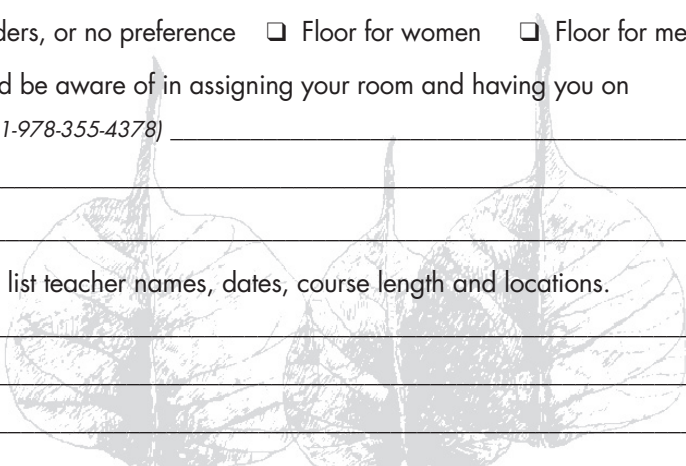 ders, or no preference ❑ Floor for women ❑ Floor for me
d be aware of in assigning your room and having you on
1-978-355-4378)
list teacher names, dates, course length and locations.